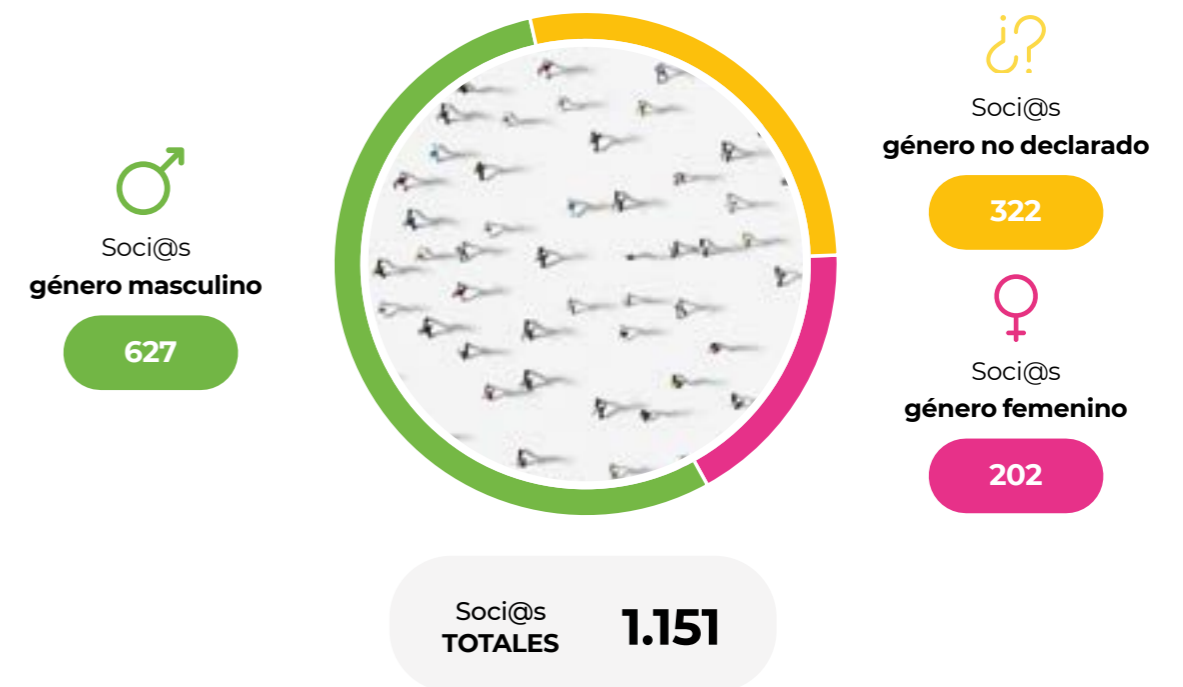 Soci@s
género masculino
627
¿?
Soci@s
género no declarado
322
Soci@s
género femenino
202
Soci@s
TOTALES
1.151